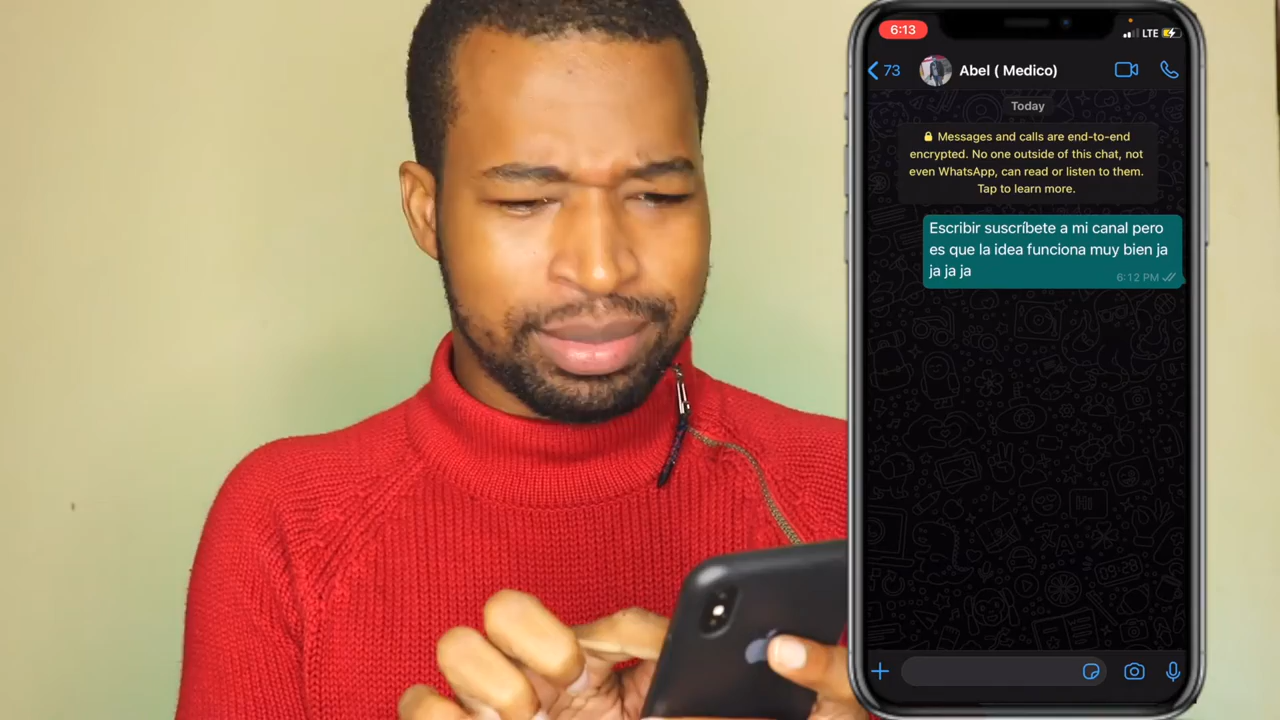 6:13
LTE
73
Abel ( Medico)
Today
Messages and calls are end-to-end
encrypted. No one outside of this chat, not
even WhatsApp, can read or listen to them.
Tap to learn more.
Escribir suscríbete a mi canal pero
es que la idea funciona muy bien ja
ja ja ja
6:12 PM